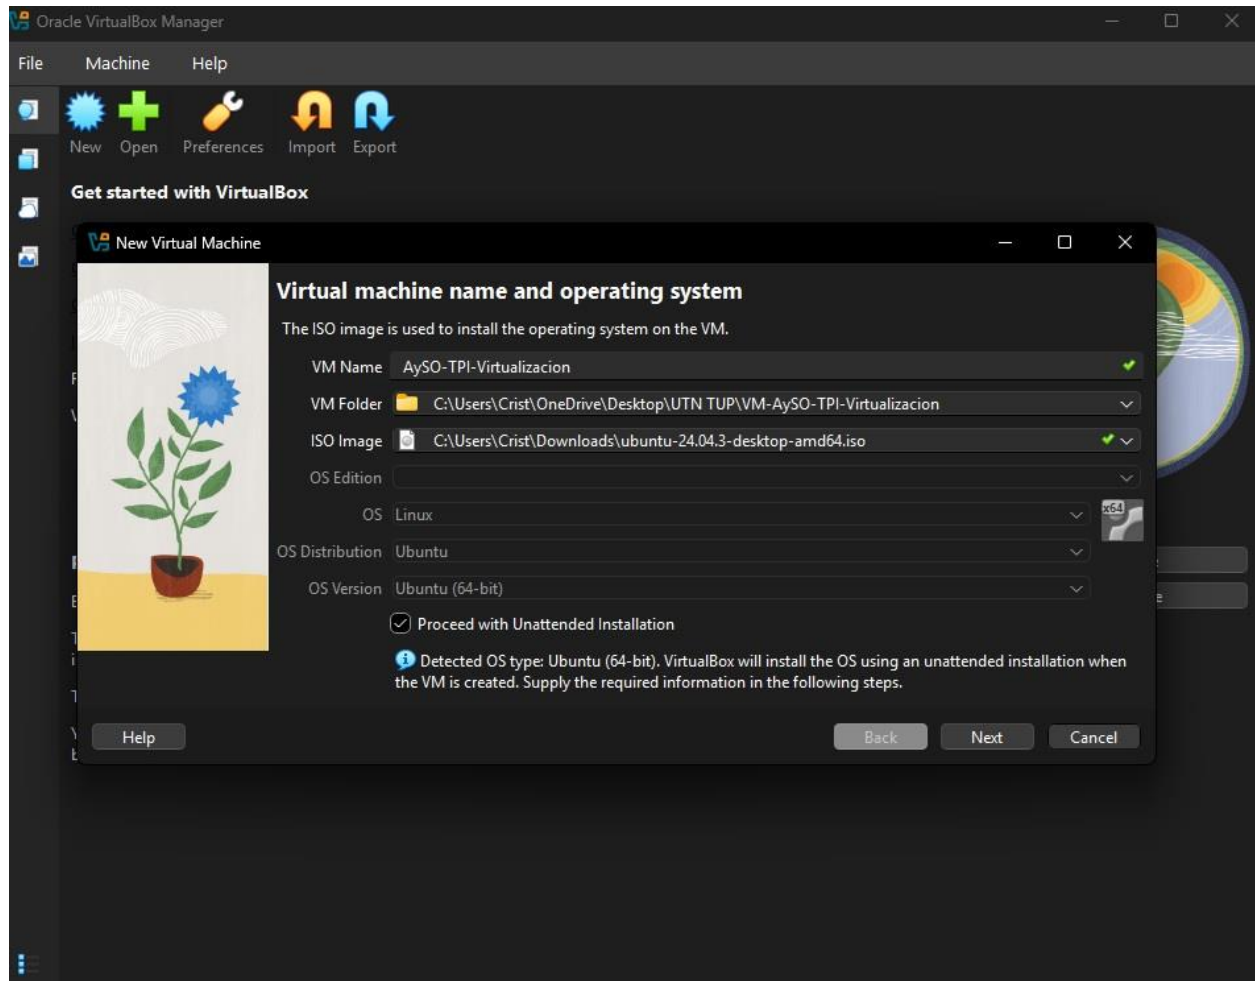 Oracle VirtualBox Manager
File Machine Help
New Open Preferences Import Export
Get started with VirtualBox
New Virtual Machine
Virtual machine name and operating system
The ISO image is used to install the operating system on the VM.
VM Name AySO-TPI-Virtualizacion
VM Folder C:\Users\Crist\OneDrive\Desktop\UTN TUP\VM-AySO-TPI-Virtualizacion
ISO Image C:\Users\Crist\Downloads\ubuntu-24.04.3-desktop-amd64.iso
OS Edition
OS Linux
x64
OS Distribution Ubuntu
OS Version Ubuntu (64-bit)
Proceed with Unattended Installation
Detected OS type: Ubuntu (64-bit). VirtualBox will install the OS using an unattended installation when
the VM is created. Supply the required information in the following steps.
Help Back Next Cancel